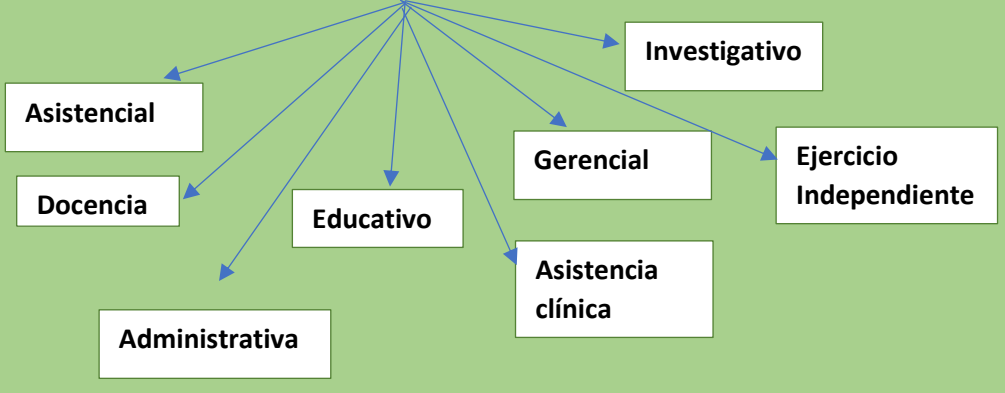 Investigativo
Asistencial
Gerencial
Ejercicio
Independiente
Docencia
Educativo
Asistencia
clínica
Administrativa